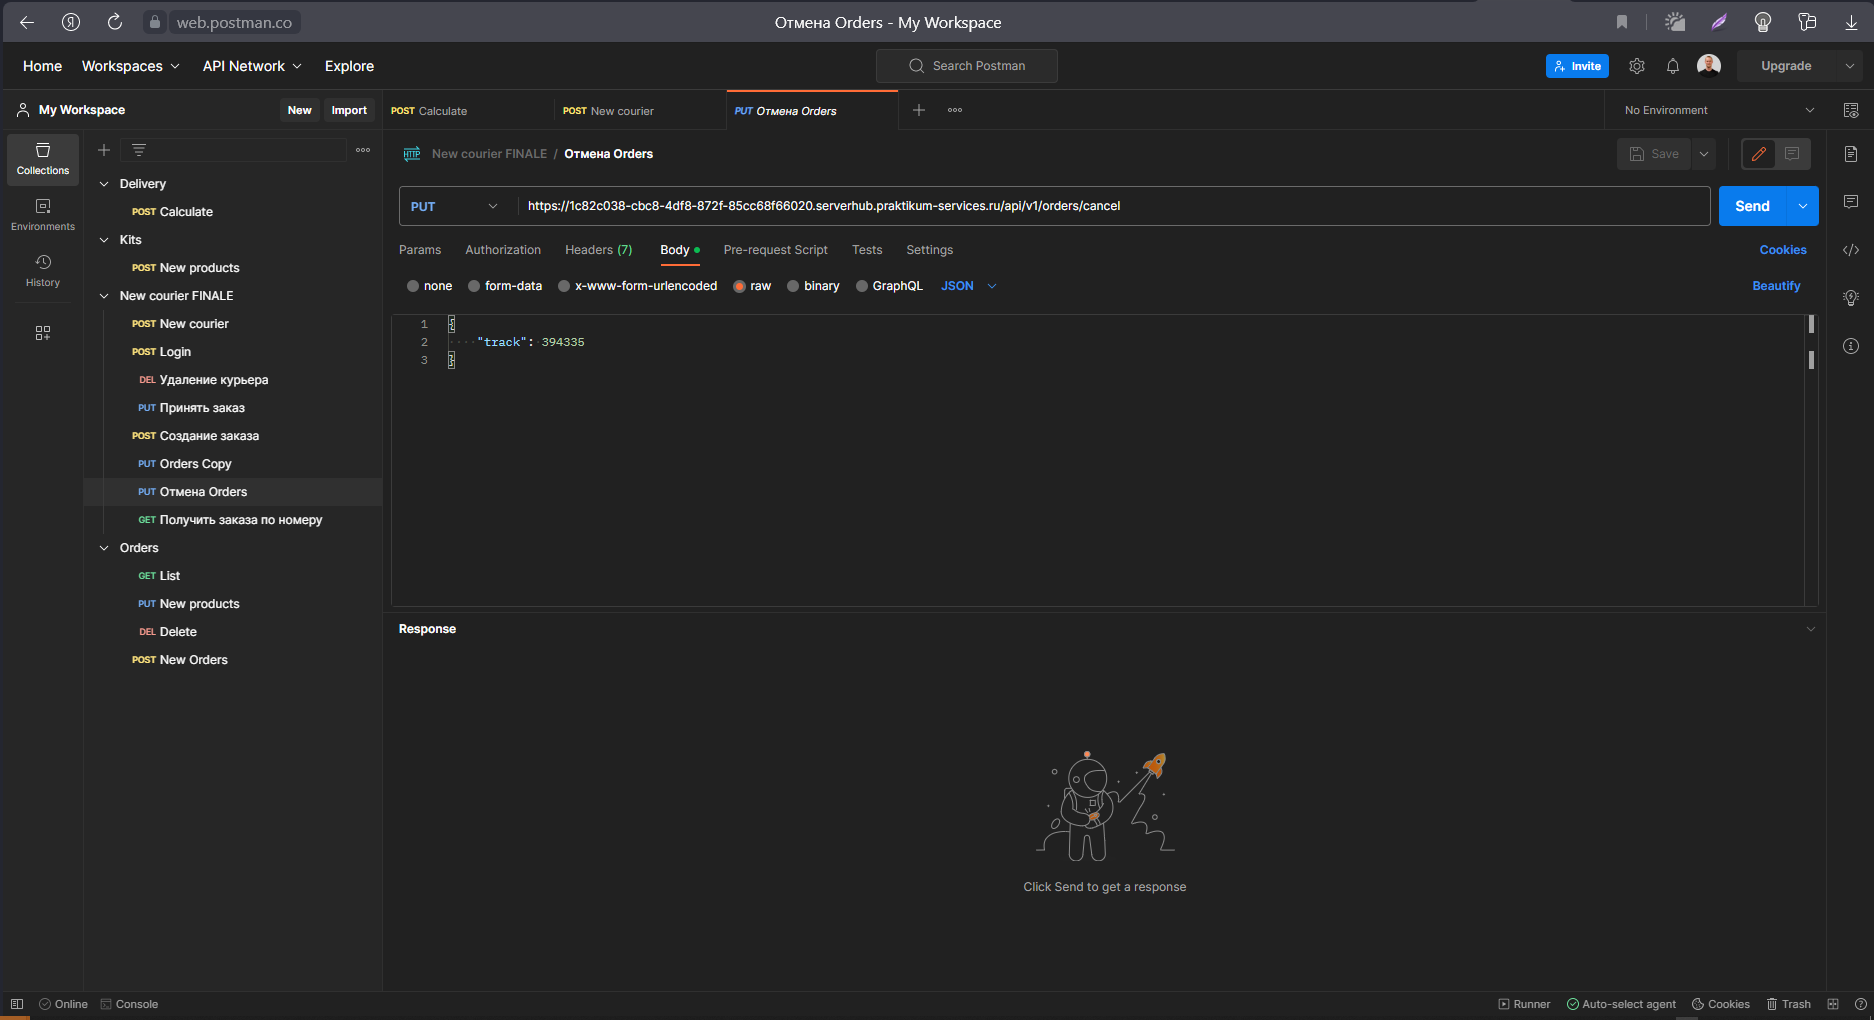 web.postman.co
Отмена Orders - My Workspace
Home
Workspaces
API Network
Explore
Search Postman
Invite
Upgrade
My Workspace
New
Import
POST Calculate
POST New courier
PUT Отмена Orders
No Environment
Collections
Environments
History
Delivery
POST Calculate
Kits
POST New products
New courier FINALE
POST New courier
POST Login
DEL Удаление курьера
PUT Принять заказ
POST Создание заказа
PUT Orders Copy
PUT Отмена Orders
GET Получить заказа по номеру
Orders
GET List
PUT New products
DEL Delete
POST New Orders
HTTP New courier FINALE / Отмена Orders
Save
PUT
https://1c82c038-cbc8-4df8-872f-85cc68f66020.serverhub.praktikum-services.ru/api/v1/orders/cancel
Send
Params
Authorization
Headers (7)
Body
Pre-request Script
Tests
Settings
Cookies
none
form-data
x-www-form-urlencoded
raw
binary
GraphQL
JSON
Beautify
1 {
2 "track": 394335
3 }
Response
Click Send to get a response
Online
Console
Runner
Auto-select agent
Cookies
Trash